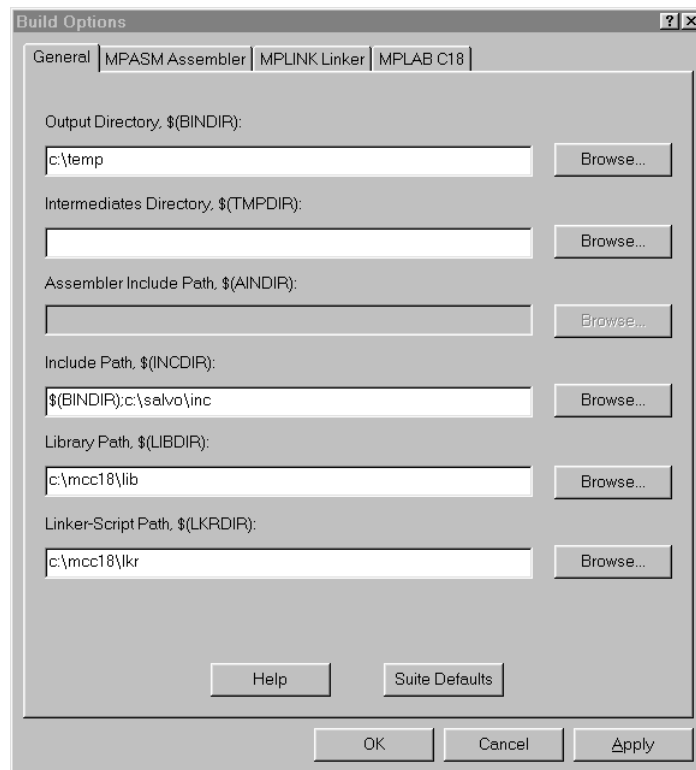 Build Options
General MPASM Assembler MPLINK Linker MPLAB C18
Output Directory, $(BINDIR):
c:\temp Browse...
Intermediates Directory, $(TMPDIR):
Browse...
Assembler Include Path, $(AINDIR):
Browse...
Include Path, $(INCDIR):
$(BINDIR);c:\salvo\inc Browse...
Library Path, $(LIBDIR):
c:\mcc18\lib Browse...
Linker-Script Path, $(LKRDIR):
c:\mcc18\lkr Browse...
Help Suite Defaults
OK Cancel Apply